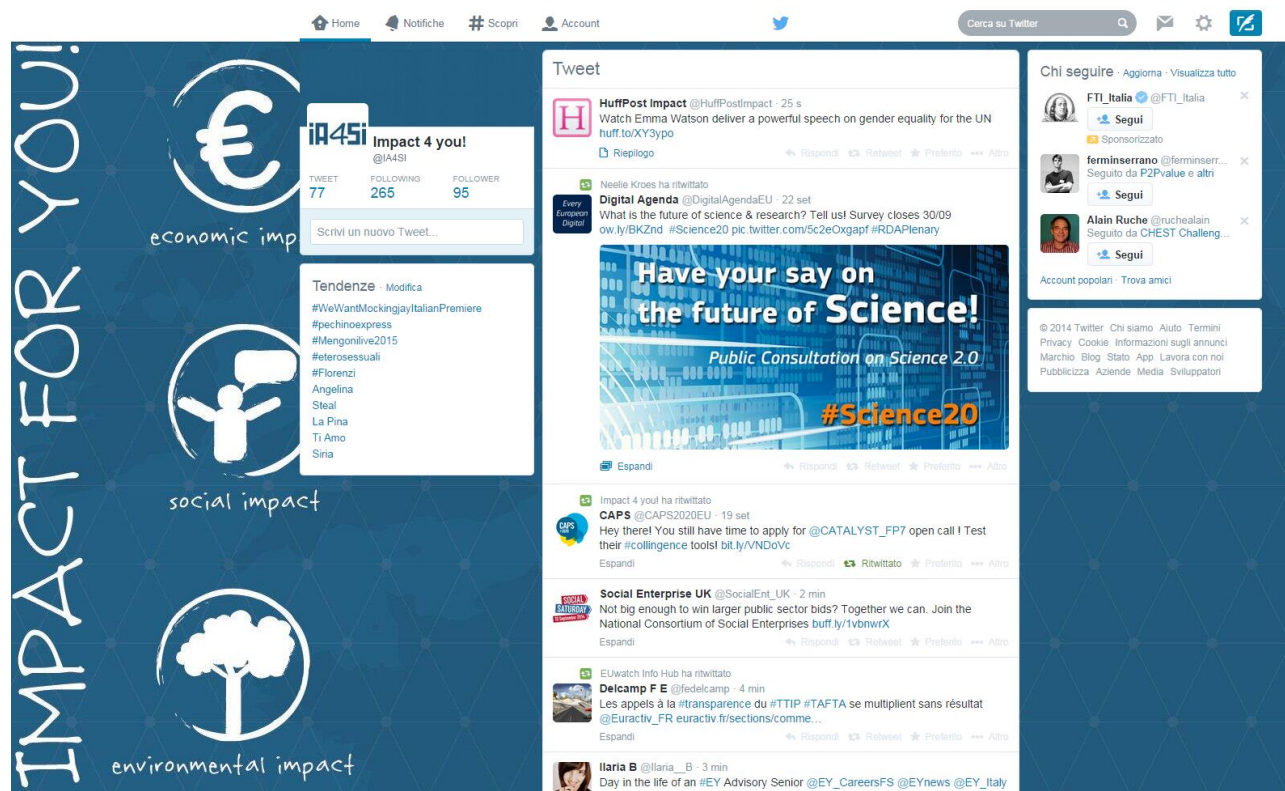 Home Notifiche Scopri Account Cerca su Twitter
IMPACT FOR YOU!
economic imp
social impact
environmental impact
iA4Si
Impact 4 you!
@IA4SI
TWEET FOLLOWING FOLLOWER
77 265 95
Scrivi un nuovo Tweet...
Tendenze · Modifica
#WeWantMockingjayItalianPremiere
#pechinoexpress
#Mengonilive2015
#eterosessuali
#Florenzi
Angelina
Steal
La Pina
Ti Amo
Siria
Tweet
H
HuffPost Impact @HuffPostImpact · 25 s
Watch Emma Watson deliver a powerful speech on gender equality for the UN
huff.to/XY3ypo
Riepilogo Rispondi Retweet Preferito Altro
Neelie Kroes ha ritwittato
Every
European
Digital
Digital Agenda @DigitalAgendaEU · 22 set
What is the future of science & research? Tell us! Survey closes 30/09
ow.ly/BKZnd #Science20 pic.twitter.com/5c2eOxgapf #RDAPlenary
Have your say on
the future of Science!
Public Consultation on Science 2.0
#Science20
Espandi Rispondi Retweet Preferito Altro
Impact 4 you! ha ritwittato
CAPS
CAPS @CAPS2020EU · 19 set
Hey there! You still have time to apply for @CATALYST_FP7 open call ! Test
their #collingence tools! bit.ly/VNDoVc
Espandi Rispondi Ritwittato Preferito Altro
SOCIAL
SATURDAY
Social Enterprise UK @SocialEnt_UK · 2 min
Not big enough to win larger public sector bids? Together we can. Join the
National Consortium of Social Enterprises buff.ly/1vbnwrX
Espandi Rispondi Retweet Preferito Altro
EUwatch Info Hub ha ritwittato
Delcamp F E @fedelcamp · 4 min
Les appels à la #transparence du #TTIP #TAFTA se multiplient sans résultat
@Euractiv_FR euractiv.fr/sections/comme...
Espandi Rispondi Retweet Preferito Altro
Ilaria B @Ilaria__B · 3 min
Day in the life of an #EY Advisory Senior @EY_CareersFS @EYnews @EY_Italy
Chi seguire · Aggiorna · Visualizza tutto
FTI_Italia @FTI_Italia
Segui
Sponsorizzato
ferminserrano @ferminserr...
Seguito da P2Pvalue e altri
Segui
Alain Ruche @ruchealain
Seguito da CHEST Challeng...
Segui
Account popolari · Trova amici
© 2014 Twitter Chi siamo Aiuto Termini
Privacy Cookie Informazioni sugli annunci
Marchio Blog Stato App Lavora con noi
Pubblicizza Aziende Media Sviluppatori